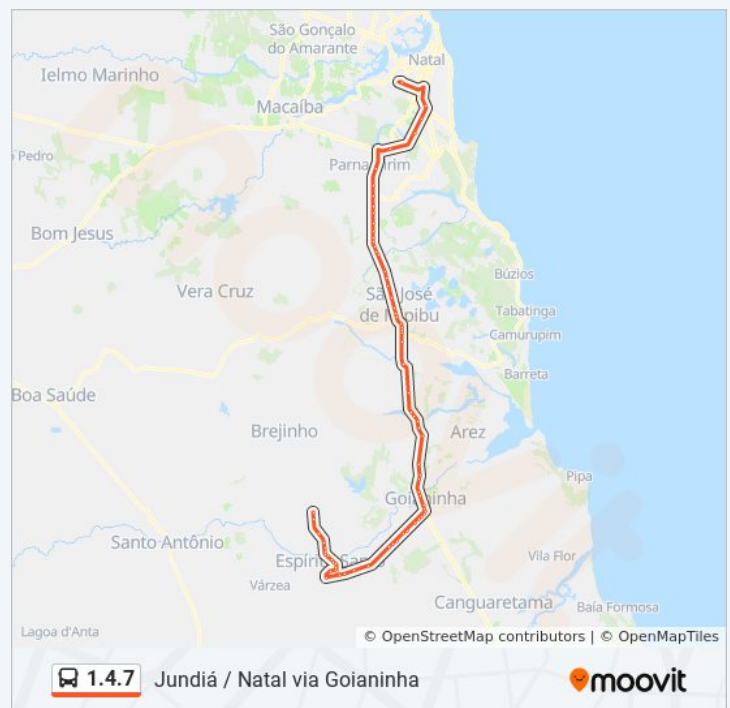 São Gonçalo
do Amarante
Natal
Ielmo Marinho
Macaíba
Pedro
Parnamirim
Bom Jesus
Vera Cruz
Búzios
São José
de Mipibu
Tabatinga
Camurupim
Barreta
Boa Saúde
Brejinho
Arez
Pipa
Goianinha
Santo Antônio
Espírito Santo
Vila Flor
Várzea
Canguaretama
Baía Formosa
Lagoa d'Anta
© OpenStreetMap contributors | © OpenMapTiles
1.4.7 Jundiá / Natal via Goianinha
moovit